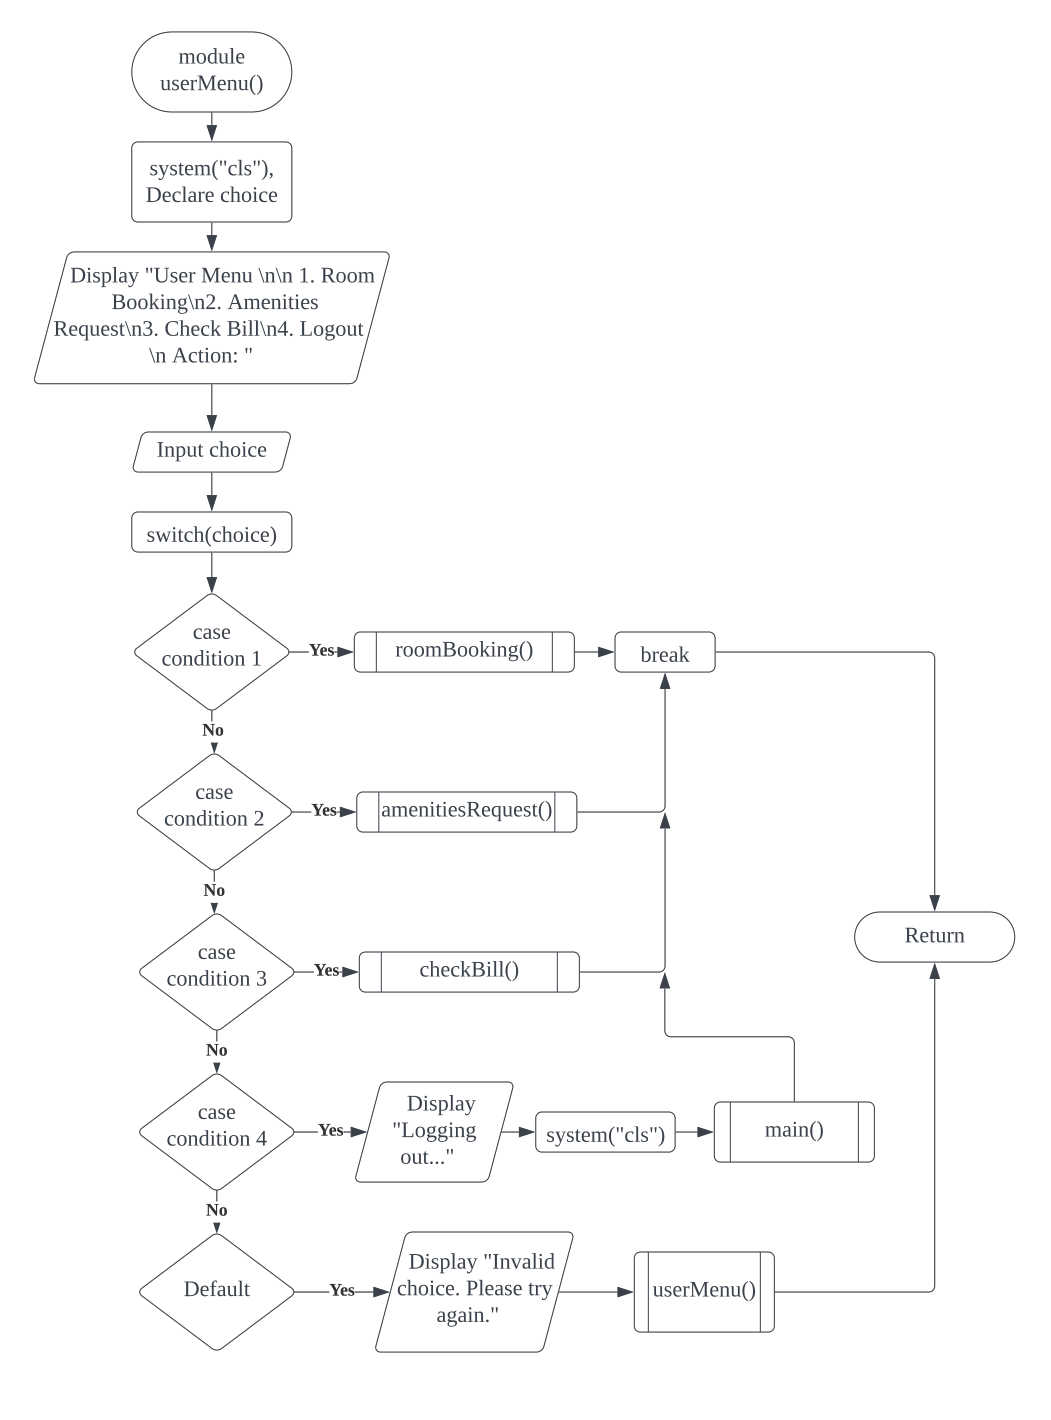 module
userMenu()
system("cls"),
Declare choice
Display "User Menu \n\n 1. Room
Booking\n2. Amenities
Request\n3. Check Bill\n4. Logout
\n Action: "
Input choice
switch(choice)
case
condition 1
Yes
roomBooking()
break
No
case
condition 2
Yes
amenitiesRequest()
No
case
condition 3
Yes
checkBill()
Return
No
case
condition 4
Yes
Display
"Logging
out..."
system("cls")
main()
No
Default
Yes
Display "Invalid
choice. Please try
again."
userMenu()